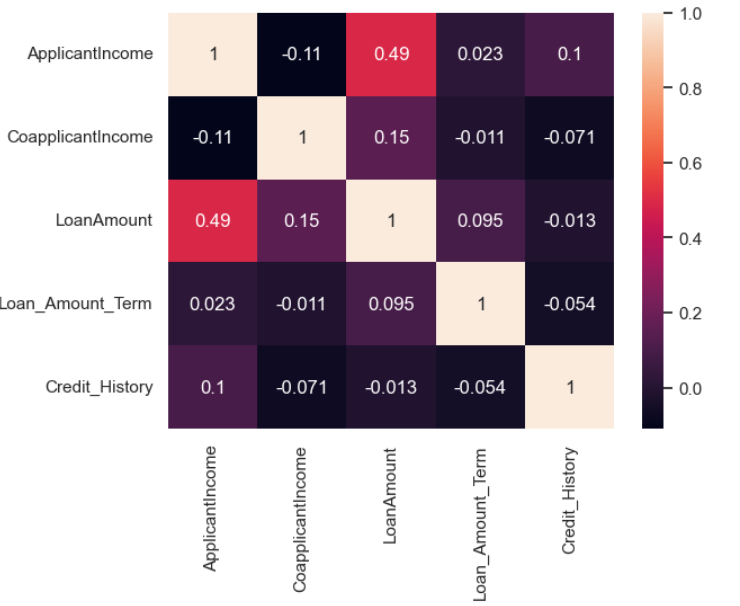 ApplicantIncome 1 -0.11 0.49 0.023 0.1
CoapplicantIncome -0.11 1 0.15 -0.011 -0.071
LoanAmount 0.49 0.15 1 0.095 -0.013
Loan_Amount_Term 0.023 -0.011 0.095 1 -0.054
Credit_History 0.1 -0.071 -0.013 -0.054 1
ApplicantIncome
CoapplicantIncome
LoanAmount
Loan_Amount_Term
Credit_History
1.0
0.8
0.6
0.4
0.2
0.0